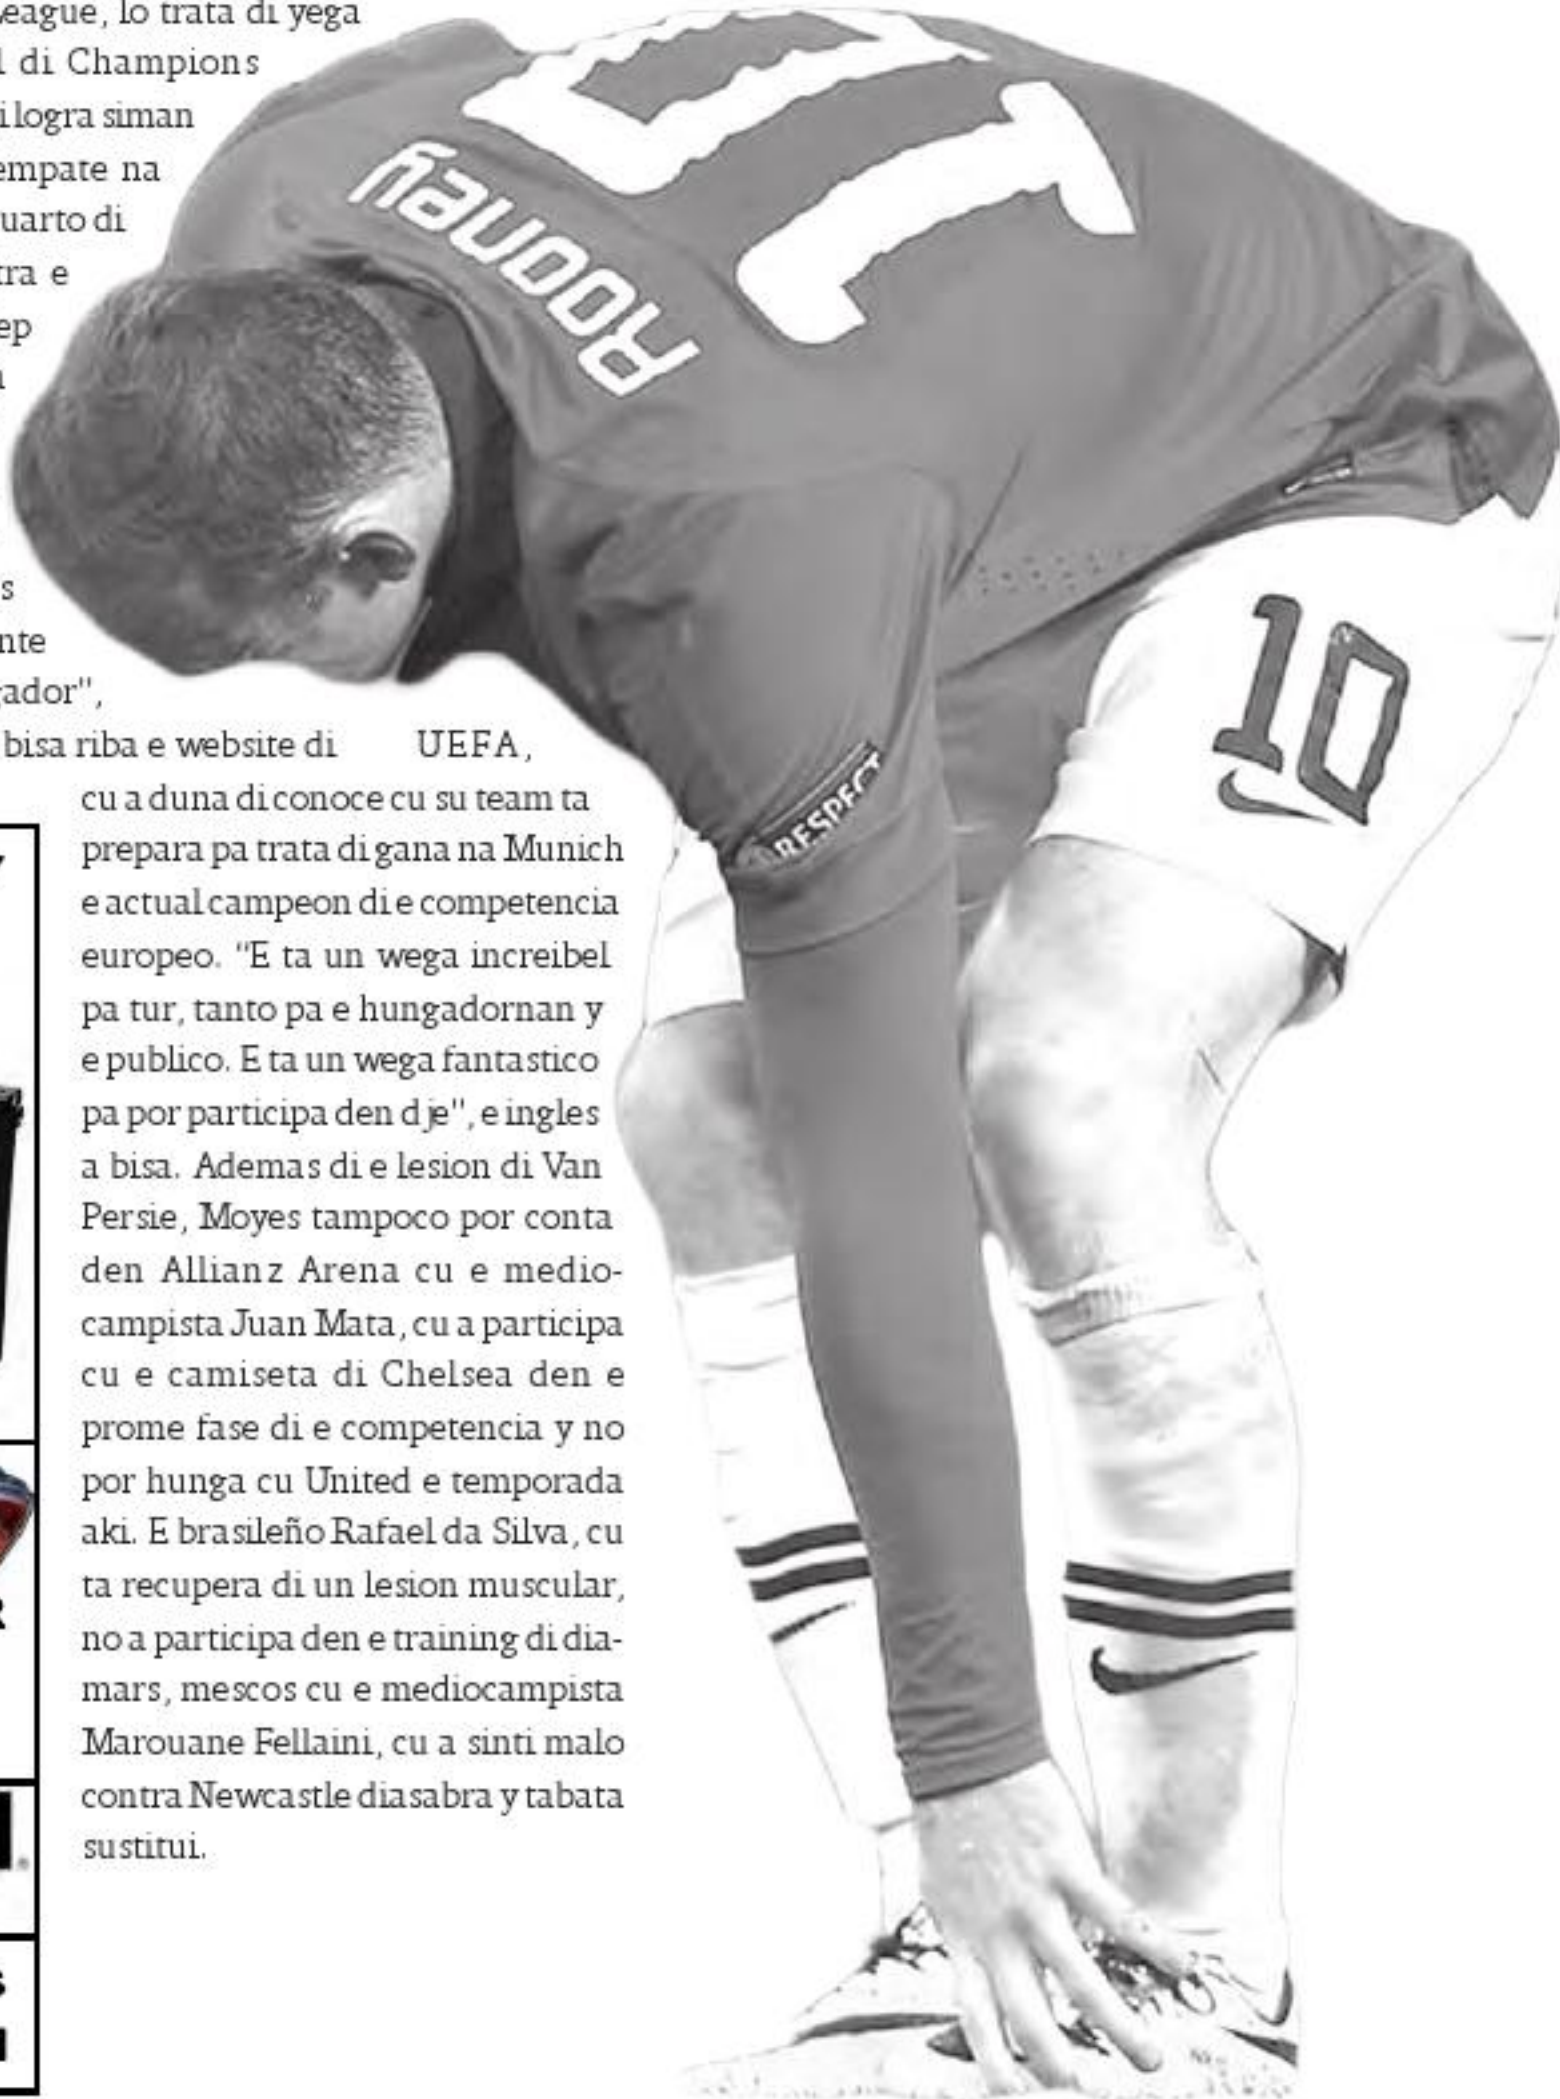 League, lo trata di yega
di Champions
logra siman
empate na
di
e
bisa riba e website di UEFA,
cu a duna di conoce cu su team ta
prepara pa trata di gana na Munich
e actual campeon di e competencia
europeo. "E ta un wega increibel
pa tur, tanto pa e hungadornan y
e publico. E ta un wega fantastico
pa por participa den dje", e ingles
a bisa. Ademas di e lesion di Van
Persie, Moyes tampoco por conta
den Allianz Arena cu e medio-
campista Juan Mata, cu a participa
cu e camiseta di Chelsea den e
prome fase di e competencia y no
por hunga cu United e temporada
aki. E brasileño Rafael da Silva, cu
ta recupera di un lesion muscular,
no a participa den e training di dia-
mars, mescos cu e mediocampista
Marouane Fellaini, cu a sinti malo
contra Newcastle diasabra y tabata
sustitui.
Rooney
10
RESPECT
10